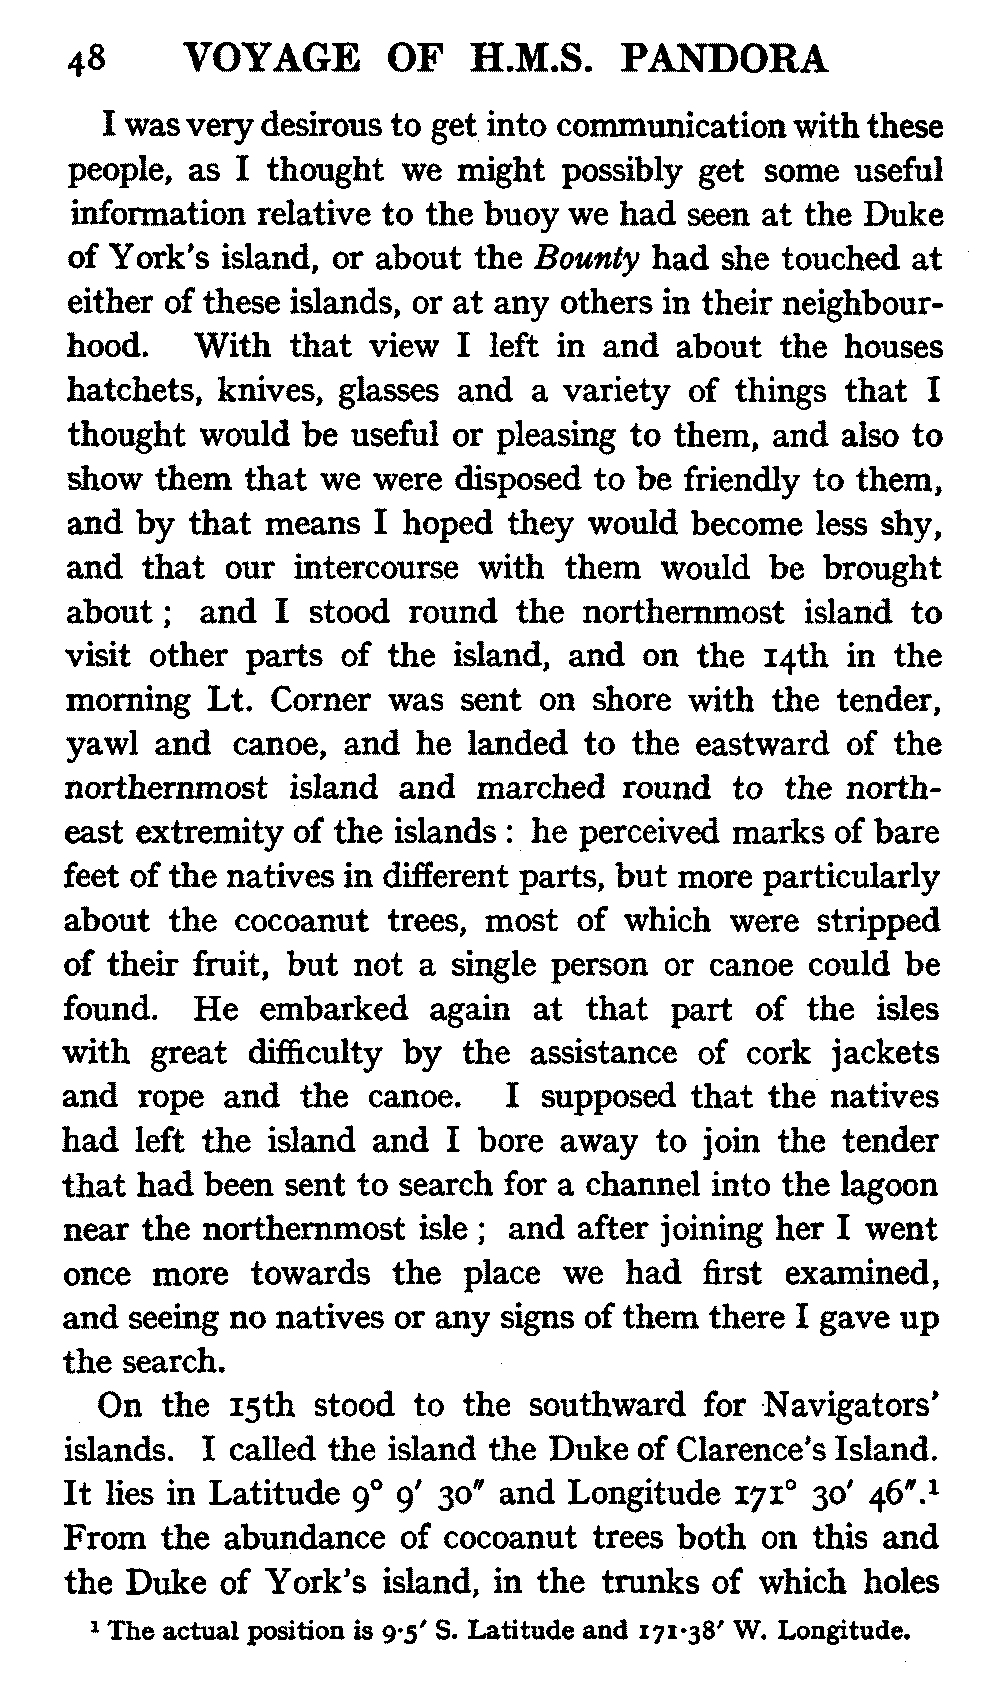 48 VOYAGE OF H.M.S. PANDORA
I was very desirous to get into communication with these
people, as I thought we might possibly get some useful
information relative to the buoy we had seen at the Duke
of York's island, or about the Bounty had she touched at
either of these islands, or at any others in their neighbour-
hood. With that view I left in and about the houses
hatchets, knives, glasses and a variety of things that I
thought would be useful or pleasing to them, and also to
show them that we were disposed to be friendly to them,
and by that means I hoped they would become less shy,
and that our intercourse with them would be brought
about ; and I stood round the northernmost island to
visit other parts of the island, and on the 14th in the
morning Lt. Corner was sent on shore with the tender,
yawl and canoe, and he landed to the eastward of the
northernmost island and marched round to the north-
east extremity of the islands : he perceived marks of bare
feet of the natives in different parts, but more particularly
about the cocoanut trees, most of which were stripped
of their fruit, but not a single person or canoe could be
found. He embarked again at that part of the isles
with great difficulty by the assistance of cork jackets
and rope and the canoe. I supposed that the natives
had left the island and I bore away to join the tender
that had been sent to search for a channel into the lagoon
near the northernmost isle ; and after joining her I went
once more towards the place we had first examined,
and seeing no natives or any signs of them there I gave up
the search.
On the 15th stood to the southward for Navigators'
islands. I called the island the Duke of Clarence's Island.
It lies in Latitude 9° 9′ 30″ and Longitude 171° 30′ 46″.¹
From the abundance of cocoanut trees both on this and
the Duke of York's island, in the trunks of which holes
¹ The actual position is 9·5′ S. Latitude and 171·38′ W. Longitude.